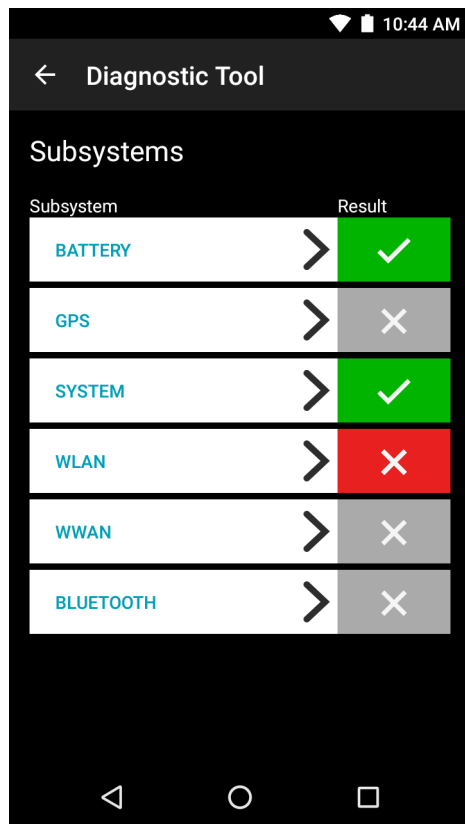 10:44 AM
Diagnostic Tool
Subsystems
Subsystem Result
BATTERY
GPS
SYSTEM
WLAN
WWAN
BLUETOOTH